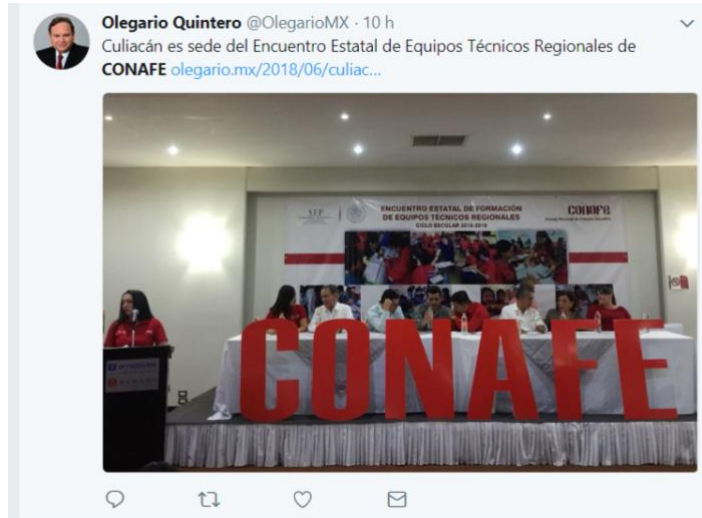 Olegario Quintero @OlegarioMX · 10 h
Culiacán es sede del Encuentro Estatal de Equipos Técnicos Regionales de
CONAFE olegario.mx/2018/06/culiac...
SEP
ENCUENTRO ESTATAL DE FORMACIÓN
DE EQUIPOS TÉCNICOS REGIONALES
CICLO ESCOLAR 2018-2019
CONAFE
CONAFE